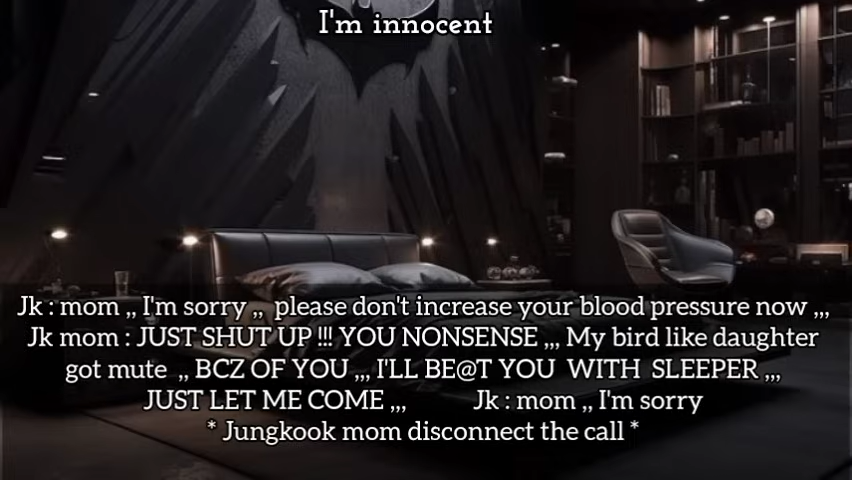 I'm innocent
Jk : mom ,, I'm sorry ,, please don't increase your blood pressure now ,,,
Jk mom : JUST SHUT UP !!! YOU NONSENSE ,,, My bird like daughter
got mute ,, BCZ OF YOU ,,, I'LL BE@T YOU WITH SLEEPER ,,,
JUST LET ME COME ,,, Jk : mom ,, I'm sorry
* Jungkook mom disconnect the call *